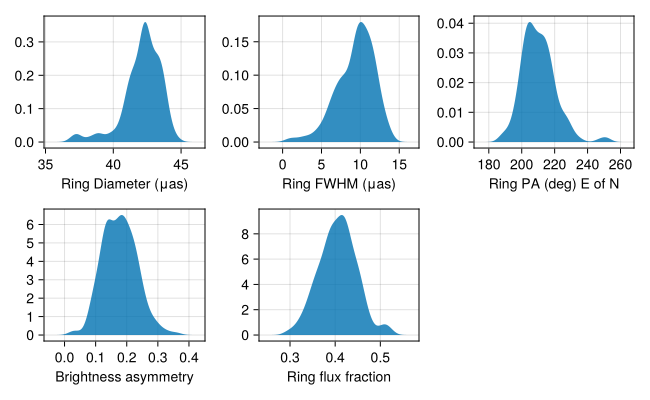 0.3
0.2
0.1
0.0
35 40 45
Ring Diameter (μas)
0.15
0.10
0.05
0.00
0 5 10 15
Ring FWHM (μas)
0.04
0.03
0.02
0.01
0.00
180 200 220 240 260
Ring PA (deg) E of N
6
5
4
3
2
1
0
0.0 0.1 0.2 0.3 0.4
Brightness asymmetry
8
6
4
2
0
0.3 0.4 0.5
Ring flux fraction